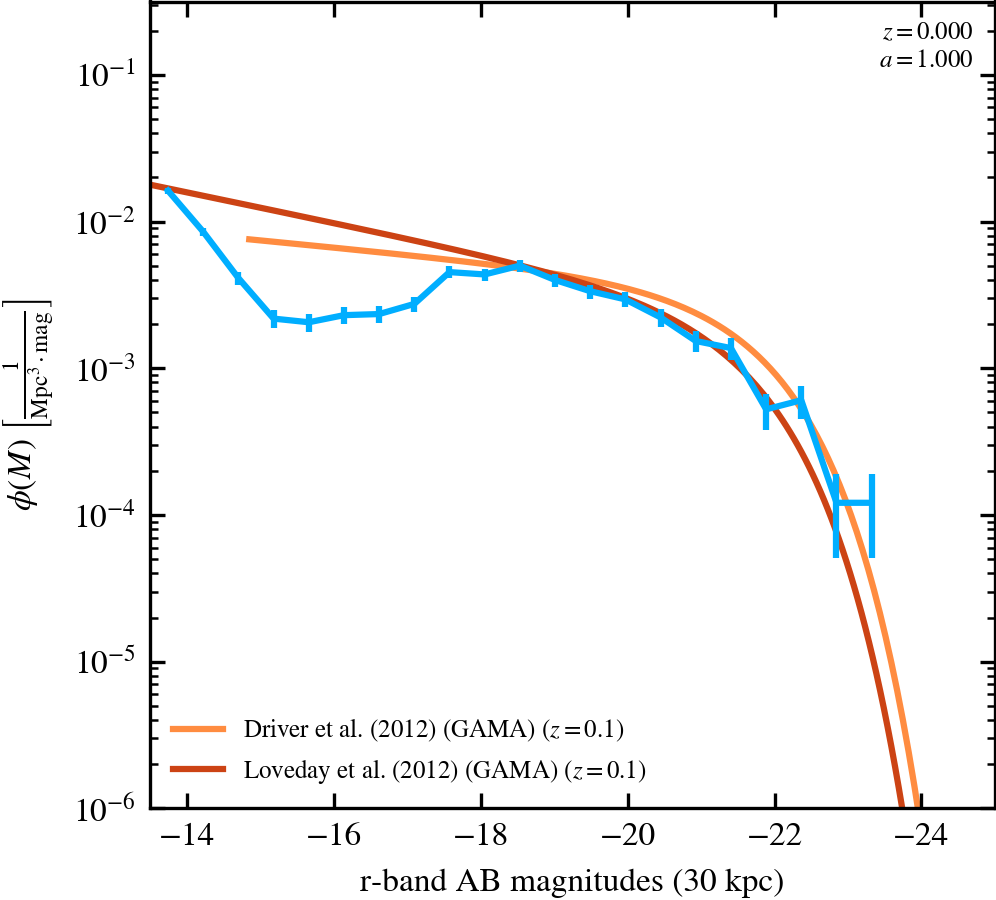 z = 0.000
a = 1.000
10⁻¹
10⁻²
10⁻³
10⁻⁴
10⁻⁵
10⁻⁶
ϕ(M) [1 / Mpc³ · mag]
Driver et al. (2012) (GAMA) (z = 0.1)
Loveday et al. (2012) (GAMA) (z = 0.1)
−14 −16 −18 −20 −22 −24
r-band AB magnitudes (30 kpc)